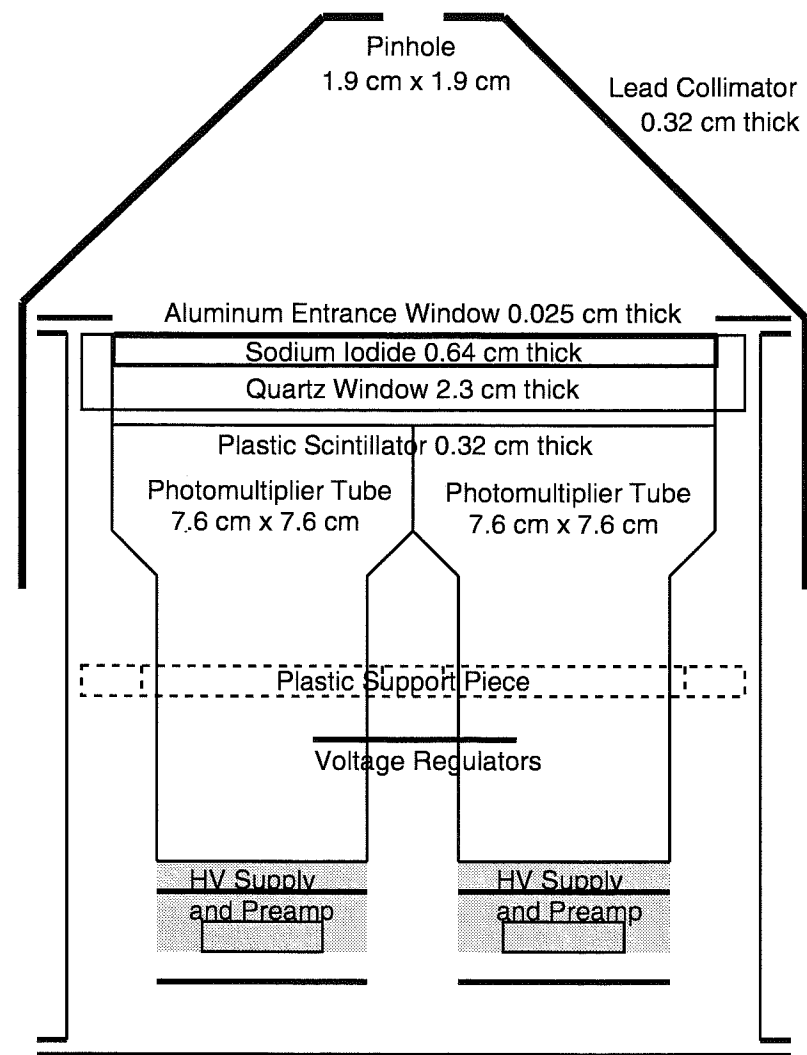 Pinhole
1.9 cm x 1.9 cm
Lead Collimator
0.32 cm thick
Aluminum Entrance Window 0.025 cm thick
Sodium Iodide 0.64 cm thick
Quartz Window 2.3 cm thick
Plastic Scintillator 0.32 cm thick
Photomultiplier Tube
7.6 cm x 7.6 cm
Photomultiplier Tube
7.6 cm x 7.6 cm
Plastic Support Piece
Voltage Regulators
HV Supply
and Preamp
HV Supply
and Preamp